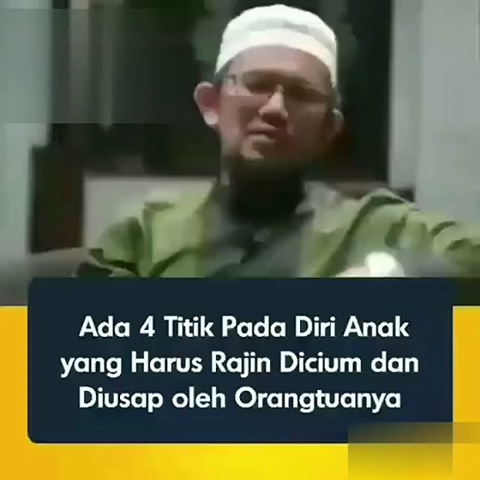 Ada 4 Titik Pada Diri Anak
yang Harus Rajin Dicium dan
Diusap oleh Orangtuanya